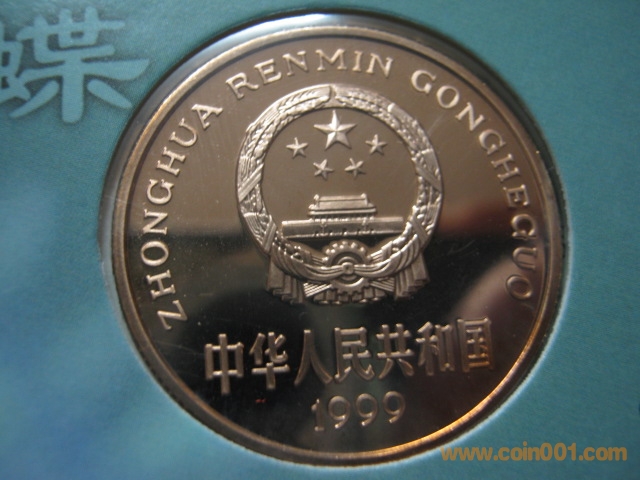 蝶
ZHONGHUA RENMIN GONGHEGUO
中华人民共和国
1999
www.coin001.com